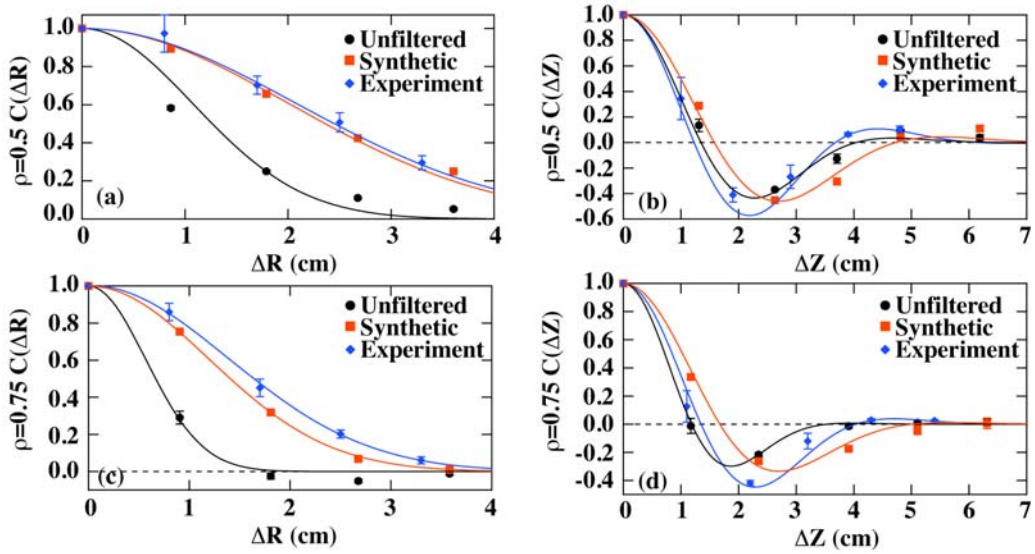 1.0
0.8
0.6
0.4
0.2
0.0
ρ=0.5 C(ΔR)
Unfiltered
Synthetic
Experiment
(a)
0 1 2 3 4
ΔR (cm)
1.0
0.8
0.6
0.4
0.2
0.0
-0.2
-0.4
-0.6
ρ=0.5 C(ΔZ)
Unfiltered
Synthetic
Experiment
(b)
0 1 2 3 4 5 6 7
ΔZ (cm)
1.0
0.8
0.6
0.4
0.2
0.0
ρ=0.75 C(ΔR)
Unfiltered
Synthetic
Experiment
(c)
0 1 2 3 4
ΔR (cm)
1.0
0.8
0.6
0.4
0.2
0.0
-0.2
-0.4
ρ=0.75 C(ΔZ)
Unfiltered
Synthetic
Experiment
(d)
0 1 2 3 4 5 6 7
ΔZ (cm)